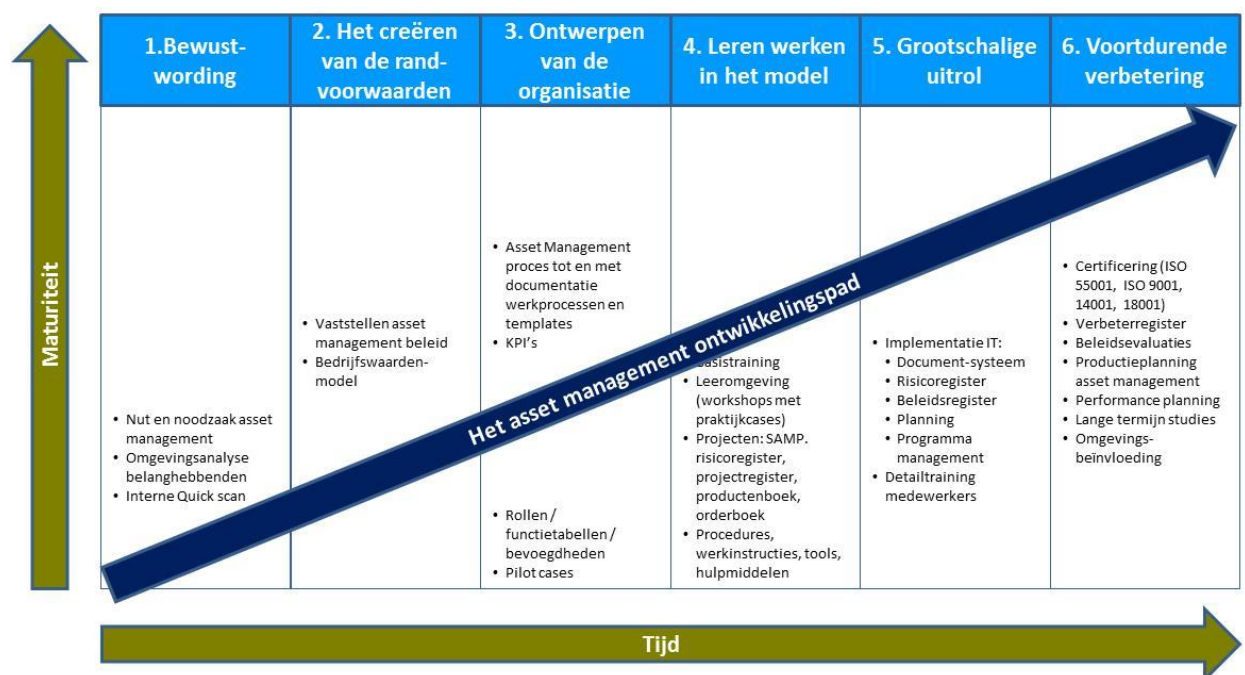 1.Bewust-
wording
2. Het creëren
van de rand-
voorwaarden
3. Ontwerpen
van de
organisatie
4. Leren werken
in het model
5. Grootschalige
uitrol
6. Voortdurende
verbetering
Maturiteit
• Nut en noodzaak asset
management
• Omgevingsanalyse
belanghebbenden
• Interne Quick scan
• Vaststellen asset
management beleid
• Bedrijfswaarden-
model
• Asset Management
proces tot en met
documentatie
werkprocessen en
templates
• KPI's
• Rollen /
functietabellen /
bevoegdheden
• Pilot cases
Basistraining
• Leeromgeving
(workshops met
praktijkcases)
• Projecten: SAMP.
risicoregister,
projectregister,
productenboek,
orderboek
• Procedures,
werkinstructies, tools,
hulpmiddelen
• Implementatie IT:
• Document-systeem
• Risicoregister
• Beleidsregister
• Planning
• Programma
management
• Detailtraining
medewerkers
• Certificering (ISO
55001, ISO 9001,
14001, 18001)
• Verbeterregister
• Beleidsevaluaties
• Productieplanning
asset management
• Performance planning
• Lange termijn studies
• Omgevings-
beïnvloeding
Het asset management ontwikkelingspad
Tijd